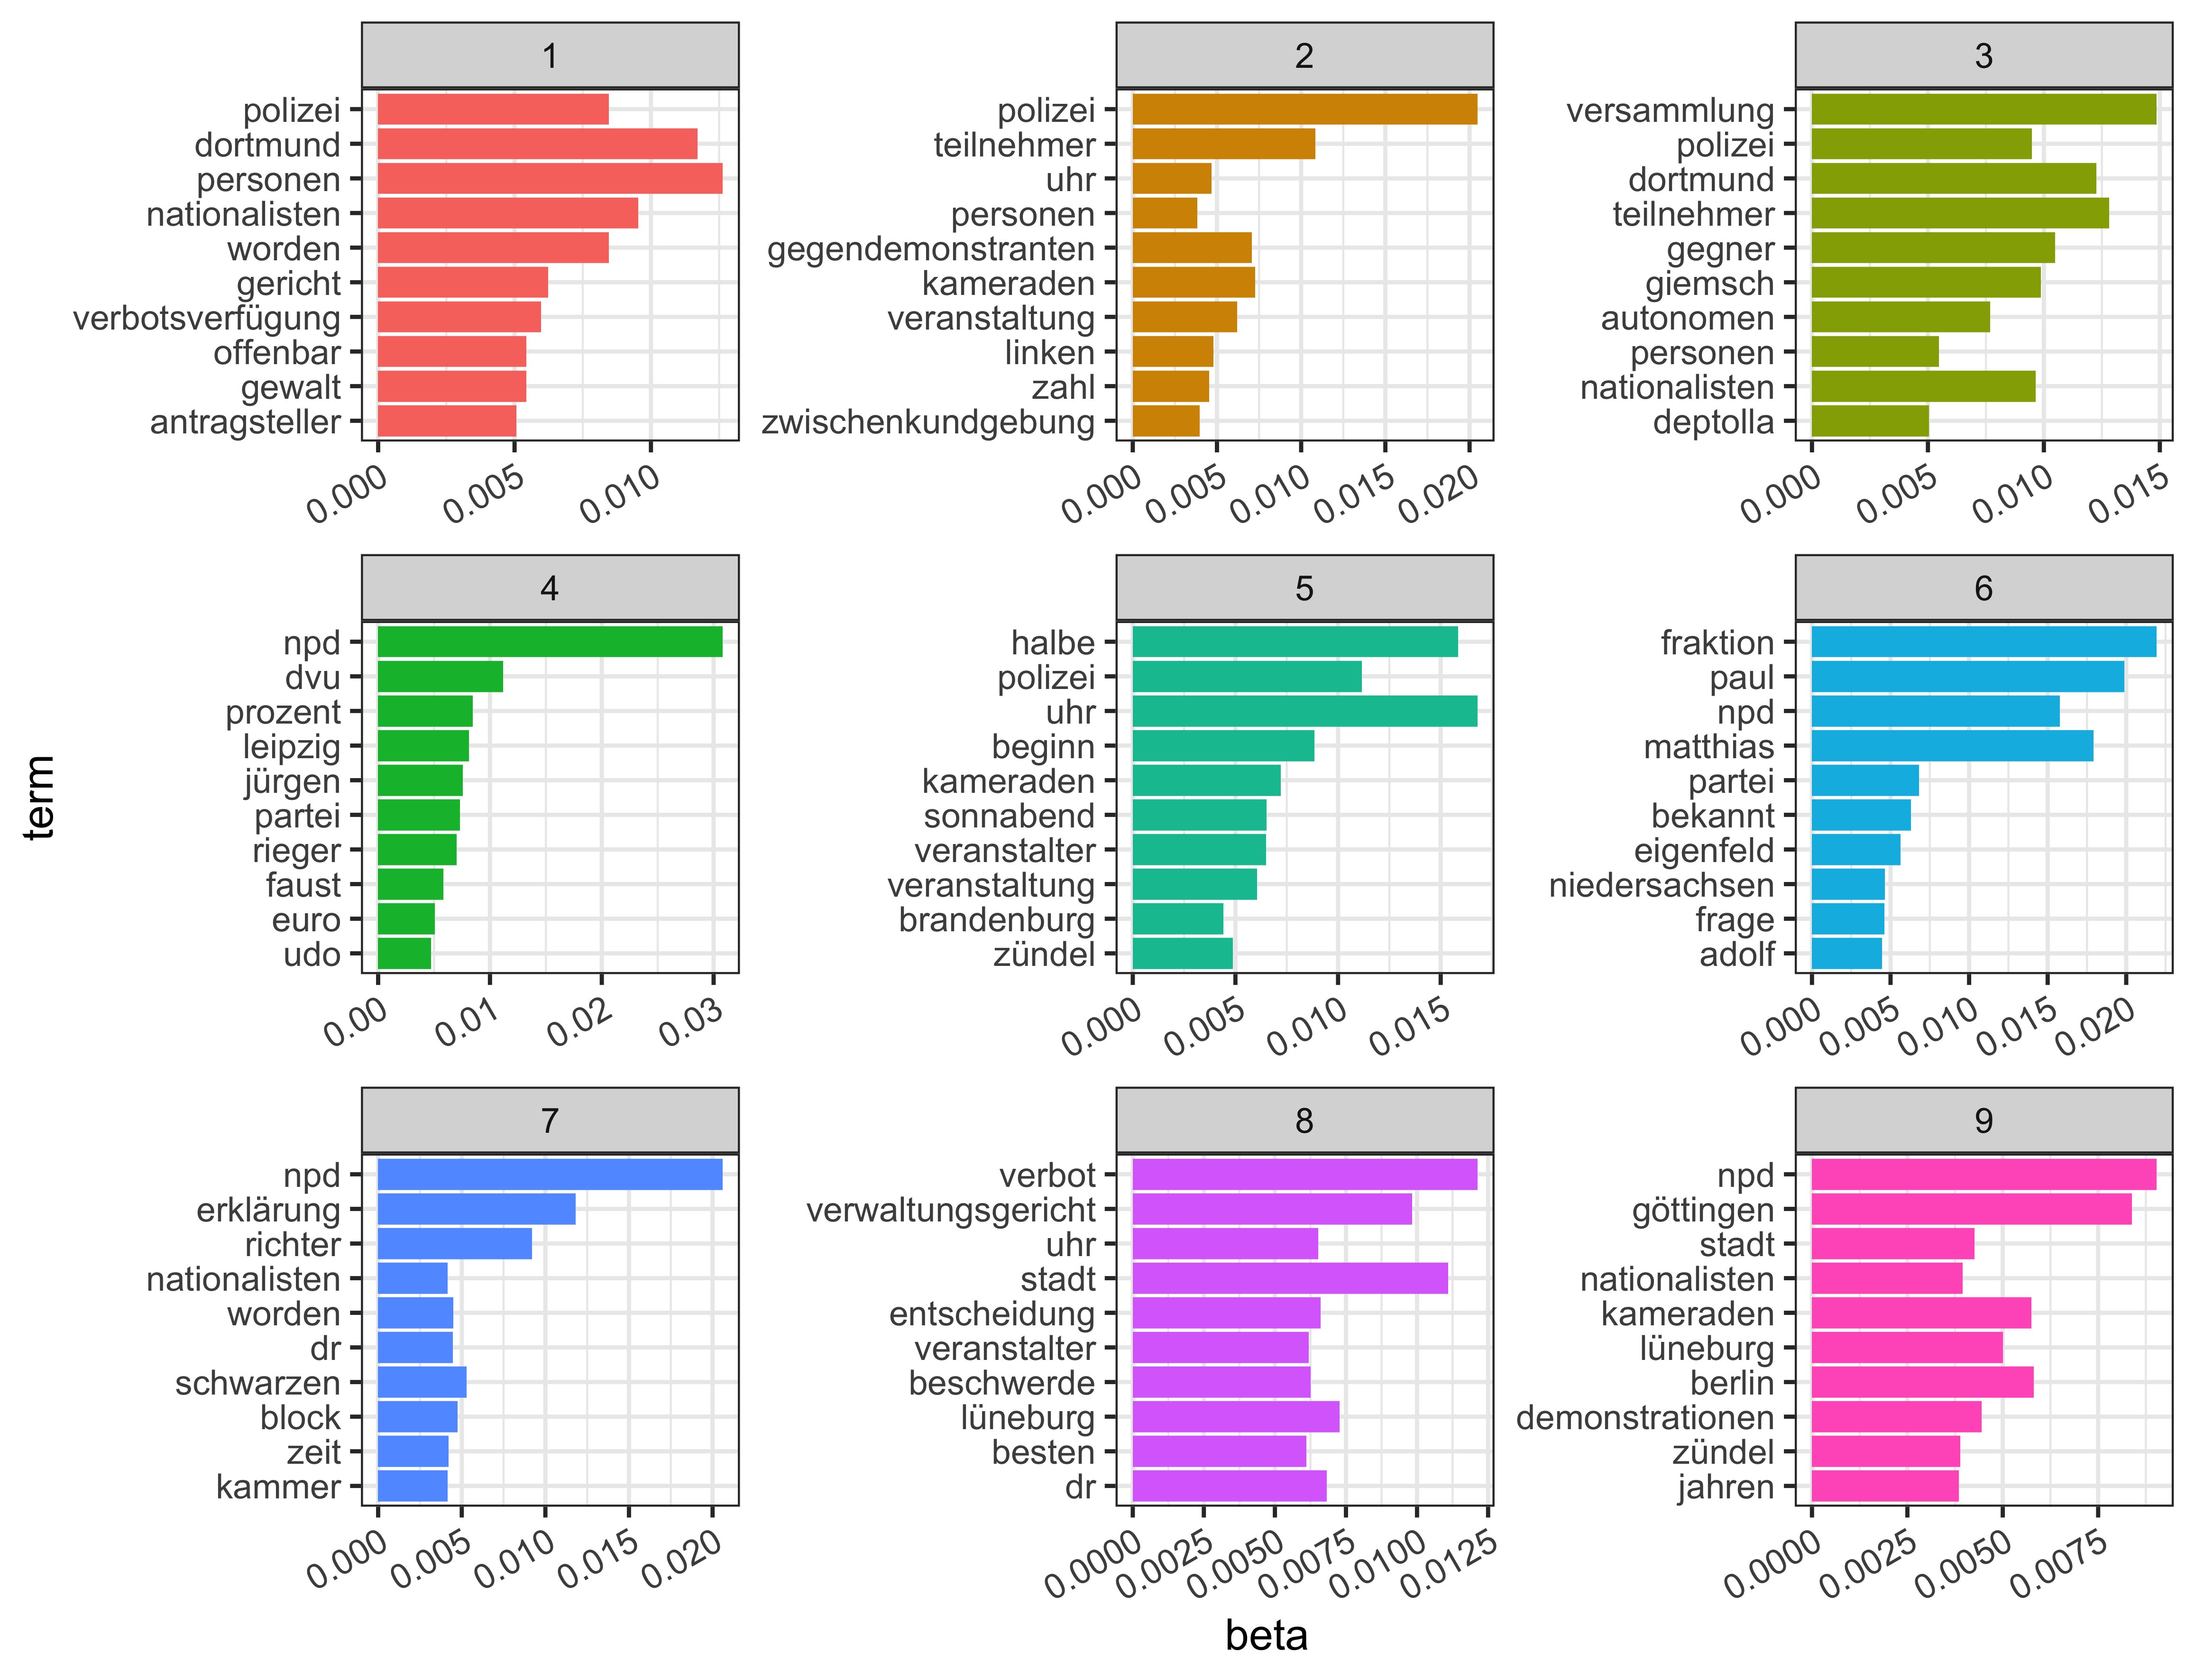 1
polizei
dortmund
personen
nationalisten
worden
gericht
verbotsverfügung
offenbar
gewalt
antragsteller
0.000 0.005 0.010
2
polizei
teilnehmer
uhr
personen
gegendemonstranten
kameraden
veranstaltung
linken
zahl
zwischenkundgebung
0.000 0.005 0.010 0.015 0.020
3
versammlung
polizei
dortmund
teilnehmer
gegner
giemsch
autonomen
personen
nationalisten
deptolla
0.000 0.005 0.010 0.015
term
4
npd
dvu
prozent
leipzig
jürgen
partei
rieger
faust
euro
udo
0.00 0.01 0.02 0.03
5
halbe
polizei
uhr
beginn
kameraden
sonnabend
veranstalter
veranstaltung
brandenburg
zündel
0.000 0.005 0.010 0.015
6
fraktion
paul
npd
matthias
partei
bekannt
eigenfeld
niedersachsen
frage
adolf
0.000 0.005 0.010 0.015 0.020
7
npd
erklärung
richter
nationalisten
worden
dr
schwarzen
block
zeit
kammer
0.000 0.005 0.010 0.015 0.020
8
verbot
verwaltungsgericht
uhr
stadt
entscheidung
veranstalter
beschwerde
lüneburg
besten
dr
0.0000 0.0025 0.0050 0.0075 0.0100 0.0125
9
npd
göttingen
stadt
nationalisten
kameraden
lüneburg
berlin
demonstrationen
zündel
jahren
0.0000 0.0025 0.0050 0.0075
beta